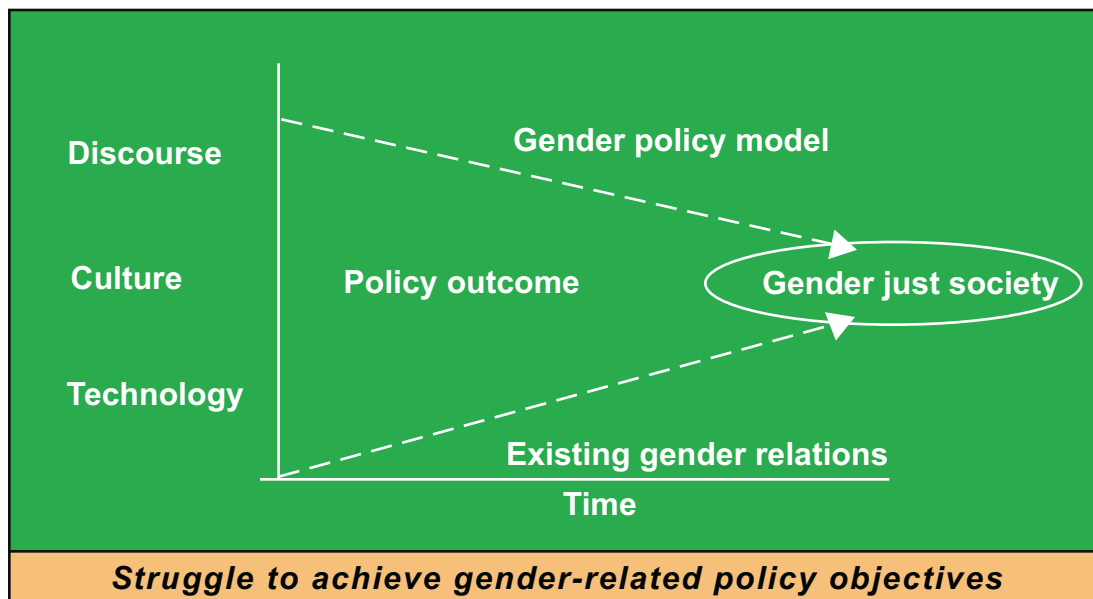 Gender policy model
Discourse
Culture
Policy outcome
Gender just society
Technology
Existing gender relations
Time
Struggle to achieve gender-related policy objectives